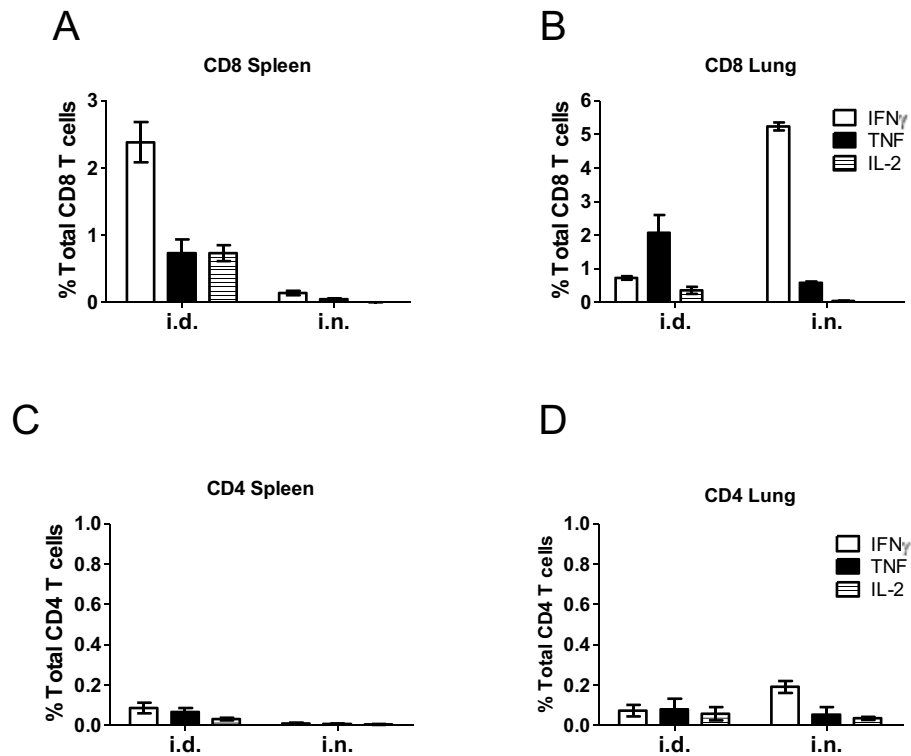 A
CD8 Spleen
% Total CD8 T cells
3
2
1
0
i.d.
i.n.
B
CD8 Lung
% Total CD8 T cells
6
5
4
3
2
1
0
i.d.
i.n.
IFNγ
TNF
IL-2
C
CD4 Spleen
% Total CD4 T cells
1.0
0.8
0.6
0.4
0.2
0.0
i.d.
i.n.
D
CD4 Lung
% Total CD4 T cells
1.0
0.8
0.6
0.4
0.2
0.0
i.d.
i.n.
IFNγ
TNF
IL-2